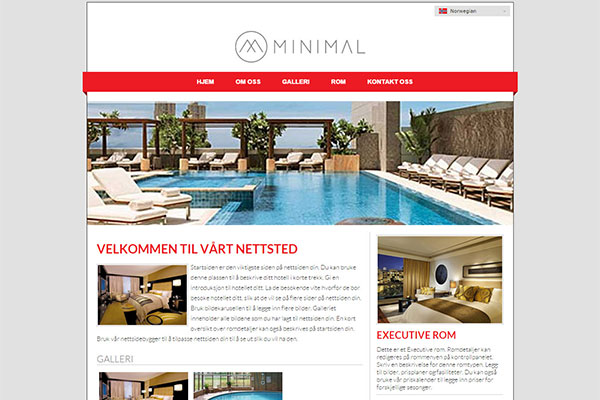 Norwegian
MINIMAL
HJEM OM OSS GALLERI ROM KONTAKT OSS
VELKOMMEN TIL VÅRT NETTSTED
Startsiden er den viktigste siden på nettsiden din. Du kan bruke
denne plassen til å beskrive ditt hotell i korte trekk. Gi en
introduksjon til hotellet ditt. La de besøkende vite hvorfor de bør
besøke hotellet ditt, slik at de vil se på flere sider på nettsiden din.
Bruk bildekarusellen til å legge inn flere bilder. Galleriet
inneholder alle bildene som du har lagt til nettsiden din. En kort
oversikt over romdetaljer kan også beskrives på startsiden din.
Bruk vår nettsidebygger til å tilpasse nettsiden din til å se ut slik du vil ha den.
GALLERI
EXECUTIVE ROM
Dette er et Executive rom. Romdetaljer kan
redigeres på rommenyen på kontrollpanelet.
Skriv en beskrivelse for denne romtypen. Legg
til bilder, prisplaner og fasiliteter. Du kan også
bruke vår priskalender til legge inn priser for
forskjellige sesonger.